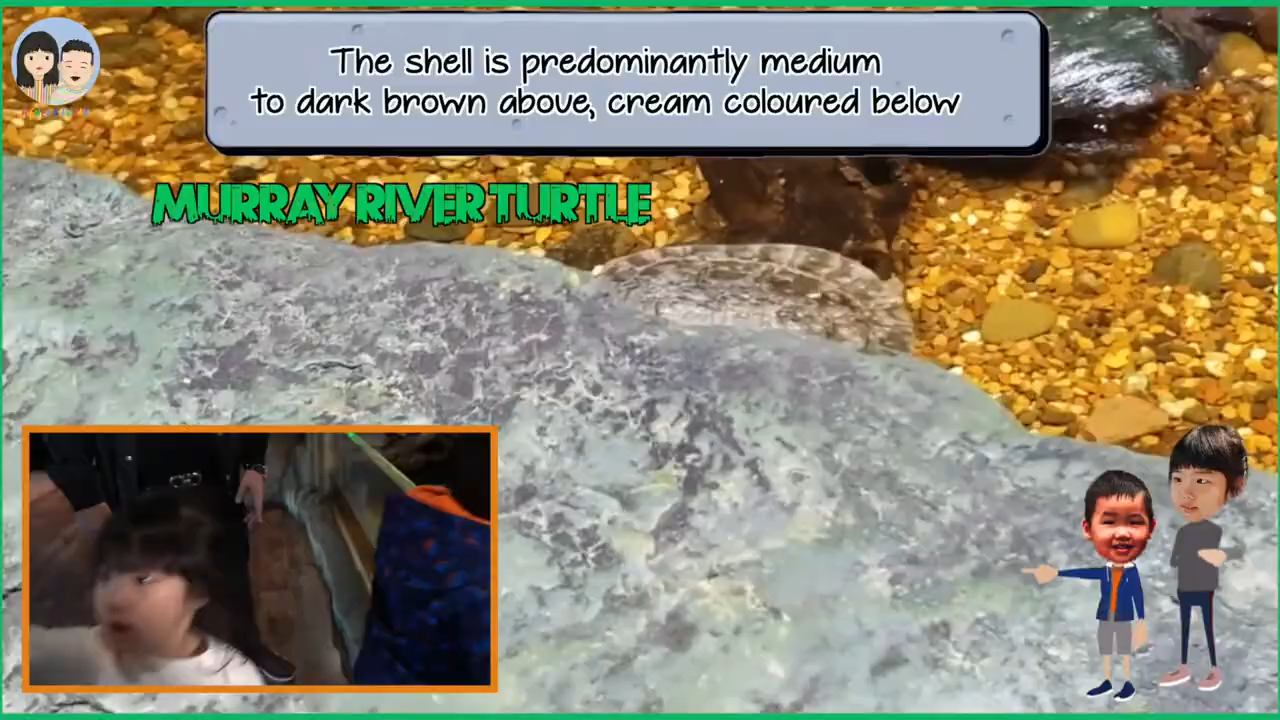 The shell is predominantly medium
to dark brown above, cream coloured below
MURRAY RIVER TURTLE